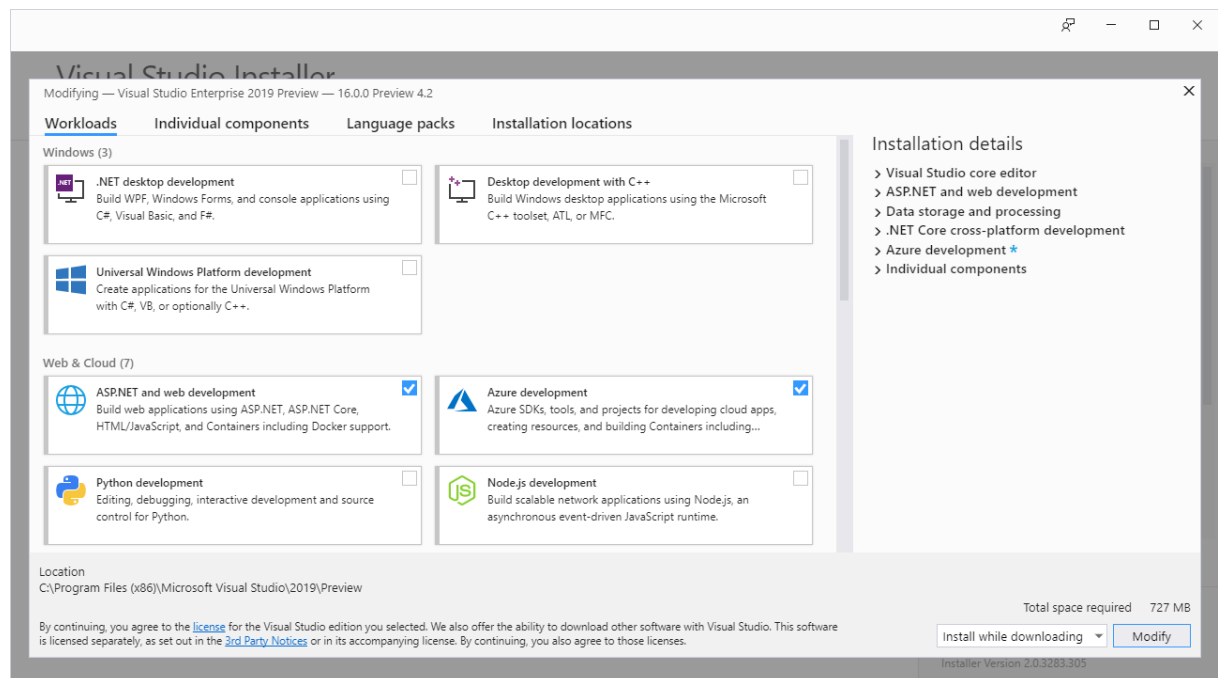 Visual Studio Installer
Modifying — Visual Studio Enterprise 2019 Preview — 16.0.0 Preview 4.2
Workloads Individual components Language packs Installation locations
Windows (3)
.NET
.NET desktop development
Build WPF, Windows Forms, and console applications using
C#, Visual Basic, and F#.
Desktop development with C++
Build Windows desktop applications using the Microsoft
C++ toolset, ATL, or MFC.
Universal Windows Platform development
Create applications for the Universal Windows Platform
with C#, VB, or optionally C++.
Web & Cloud (7)
ASP.NET and web development
Build web applications using ASP.NET, ASP.NET Core,
HTML/JavaScript, and Containers including Docker support.
Azure development
Azure SDKs, tools, and projects for developing cloud apps,
creating resources, and building Containers including...
Python development
Editing, debugging, interactive development and source
control for Python.
JS
Node.js development
Build scalable network applications using Node.js, an
asynchronous event-driven JavaScript runtime.
Installation details
Visual Studio core editor
ASP.NET and web development
Data storage and processing
.NET Core cross-platform development
Azure development *
Individual components
Location
C:\Program Files (x86)\Microsoft Visual Studio\2019\Preview
Total space required 727 MB
By continuing, you agree to the license for the Visual Studio edition you selected. We also offer the ability to download other software with Visual Studio. This software
is licensed separately, as set out in the 3rd Party Notices or in its accompanying license. By continuing, you also agree to those licenses.
Install while downloading Modify
Installer Version 2.0.3283.305